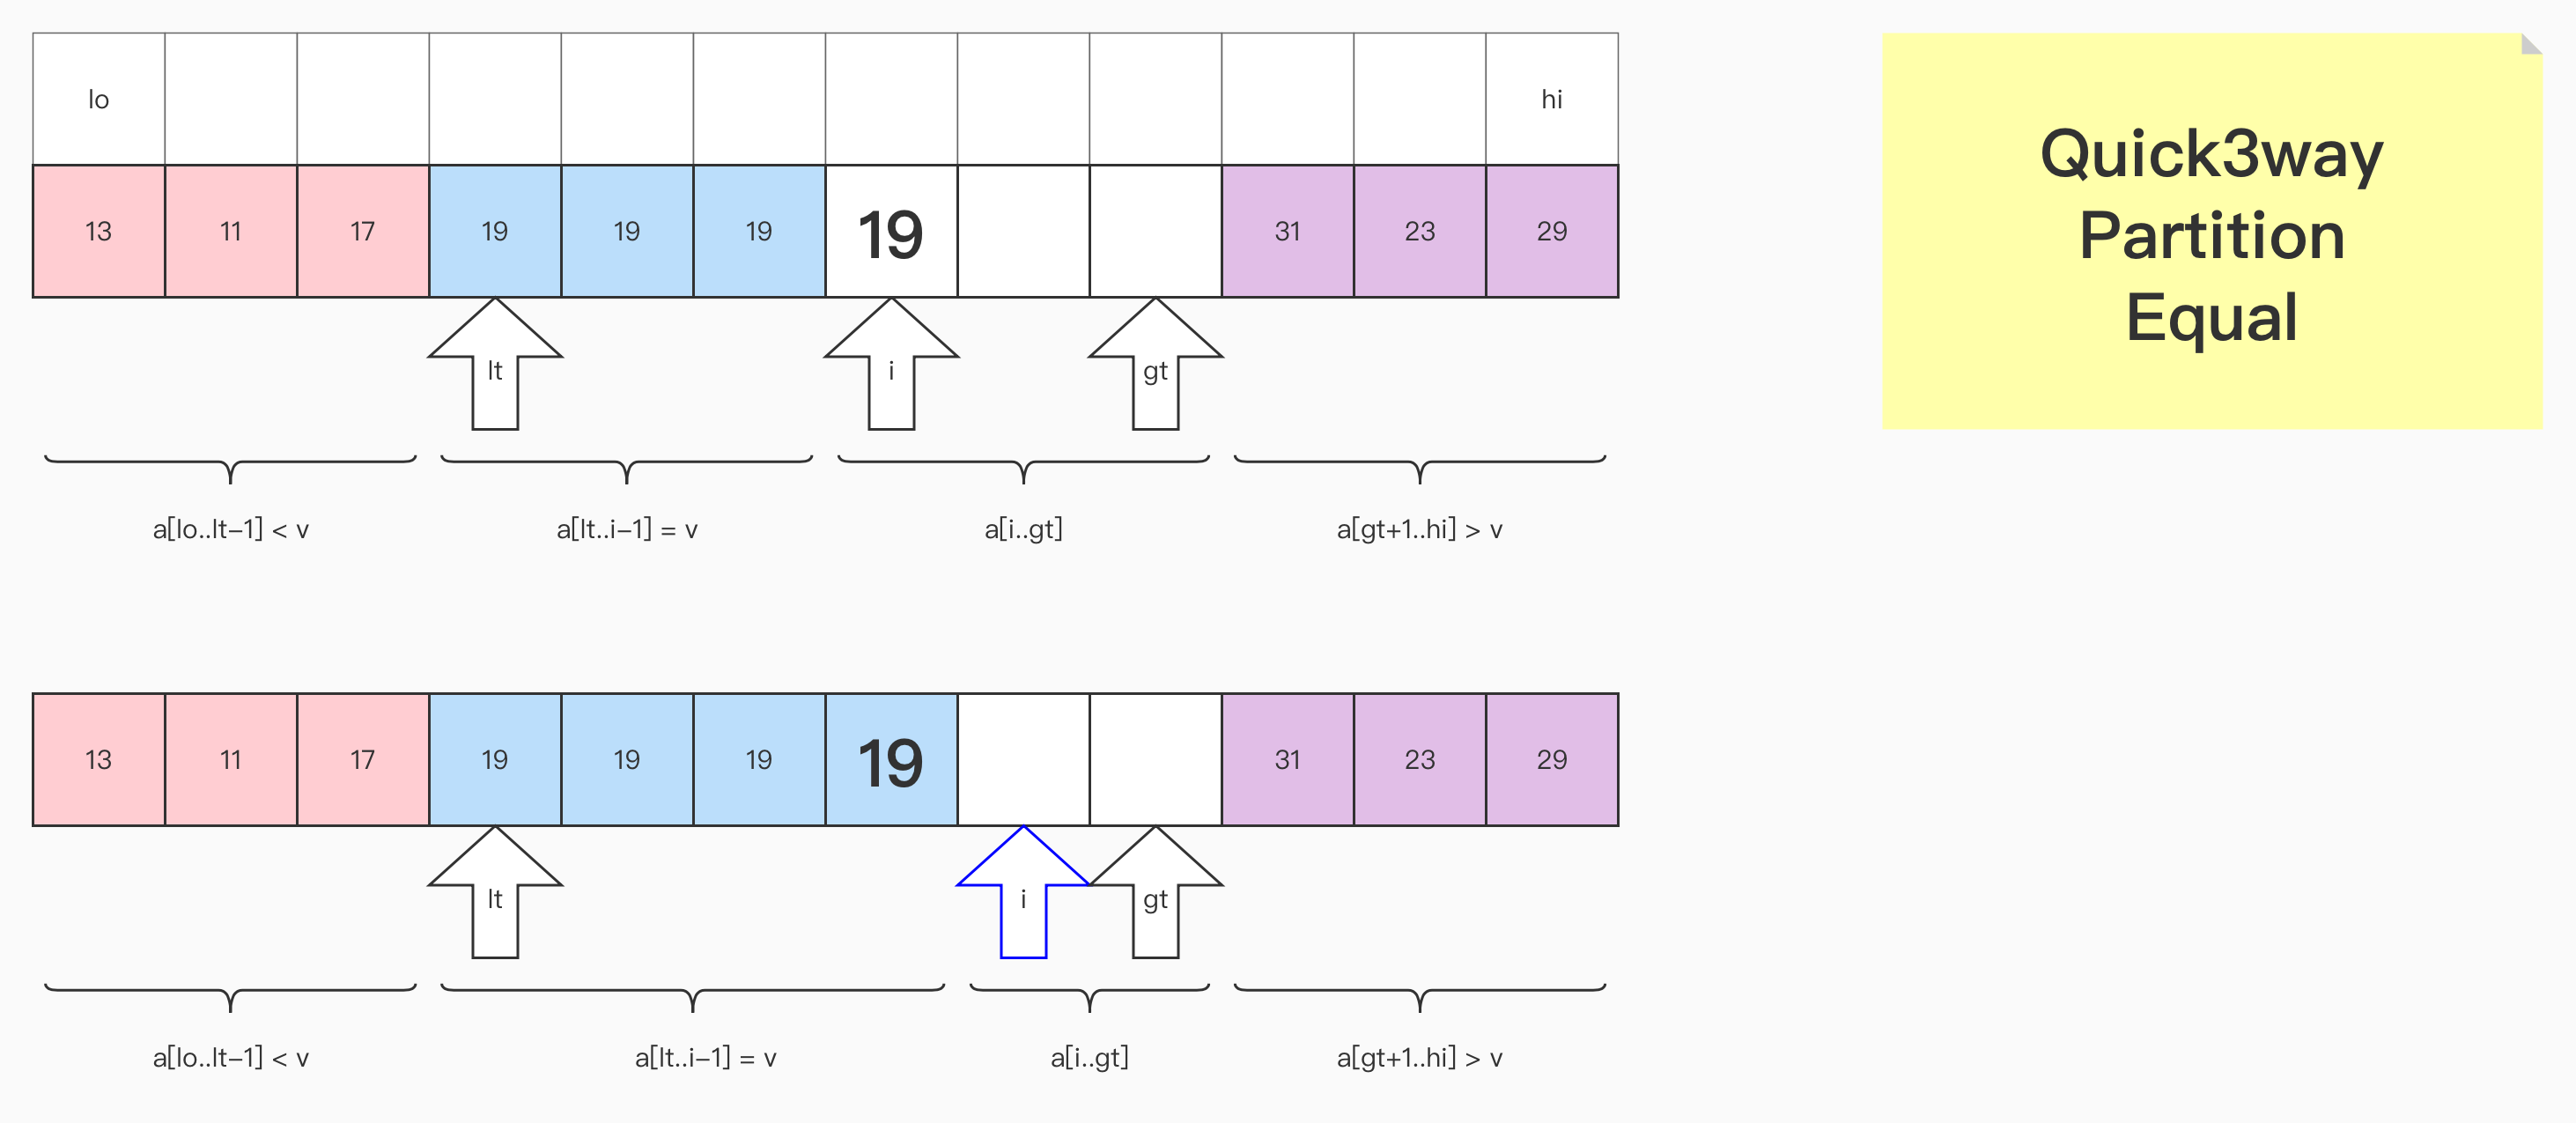 lo hi
Quick3way
Partition
Equal
13 11 17 19 19 19 19 31 23 29
lt i gt
a[lo..lt–1] < v a[lt..i–1] = v a[i..gt] a[gt+1..hi] > v
13 11 17 19 19 19 19 31 23 29
lt i gt
a[lo..lt–1] < v a[lt..i–1] = v a[i..gt] a[gt+1..hi] > v